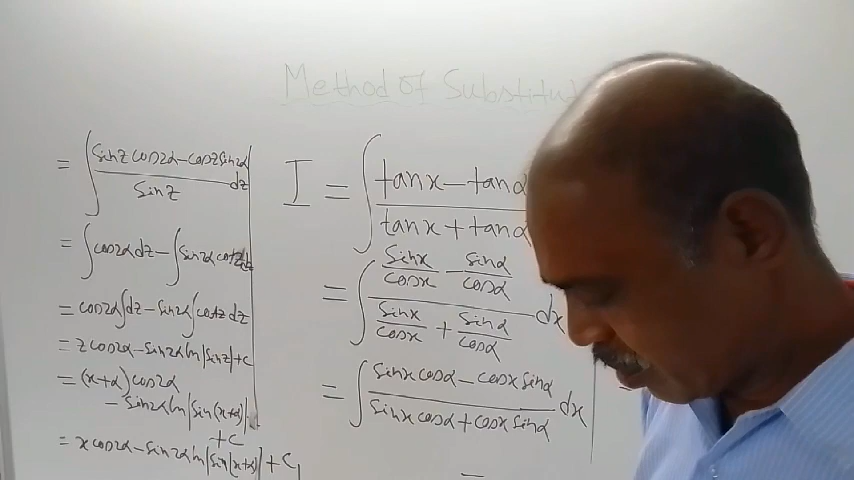 Method of Substitut
= ∫ (sinz cos2α − cosz sin2α)/(sinz) dz
= ∫ cos2α dz − ∫ sin2α cotz dz
= cos2α ∫ dz − sin2α ∫ cotz dz
= z cos2α − sin2α ln|sinz| + c
= (x+α) cos2α
− sin2α ln|sin(x+α)|
+ c
= x cos2α − sin2α ln|sin(x+α)| + c₁
I = ∫ (tanx − tanα)/(tanx + tanα)
= ∫ (sinx/cosx − sinα/cosα)/(sinx/cosx + sinα/cosα) dx
= ∫ (sinx cosα − cosx sinα)/(sinx cosα + cosx sinα) dx
=